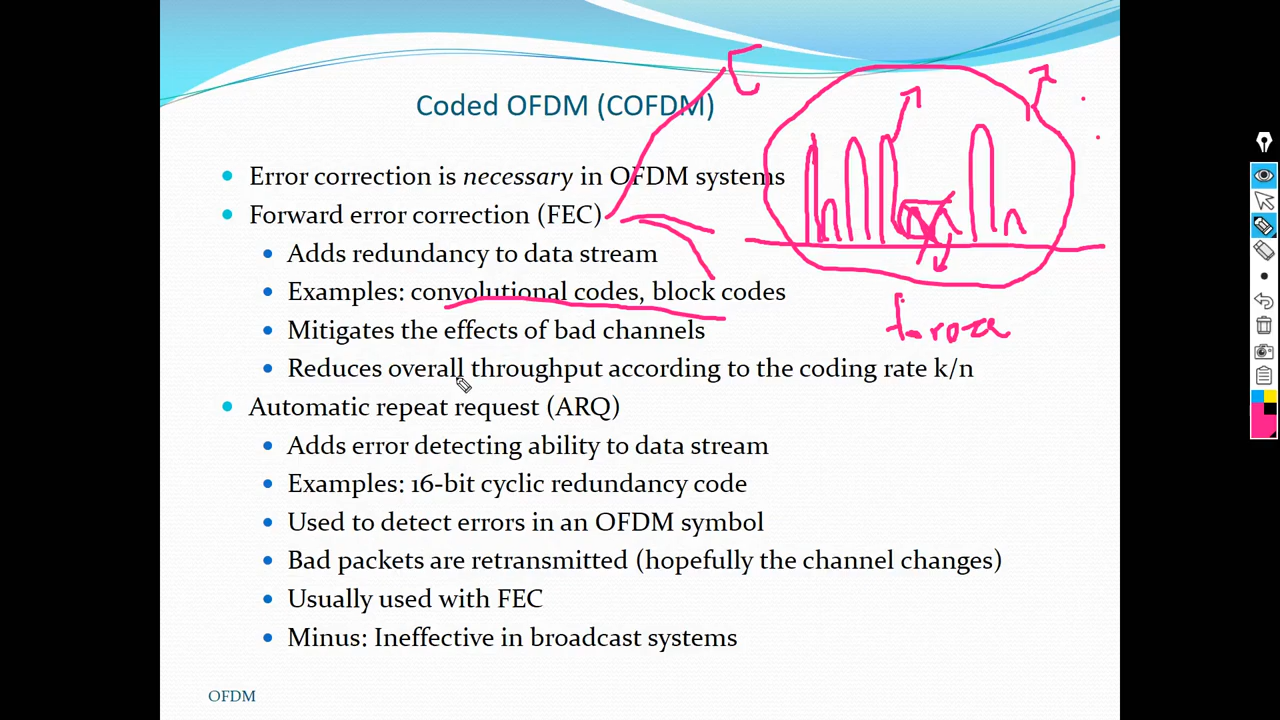 Coded OFDM (COFDM)
Error correction is necessary in OFDM systems
Forward error correction (FEC)
Adds redundancy to data stream
Examples: convolutional codes, block codes
Mitigates the effects of bad channels
Reduces overall throughput according to the coding rate k/n
Automatic repeat request (ARQ)
Adds error detecting ability to data stream
Examples: 16-bit cyclic redundancy code
Used to detect errors in an OFDM symbol
Bad packets are retransmitted (hopefully the channel changes)
Usually used with FEC
Minus: Ineffective in broadcast systems
OFDM